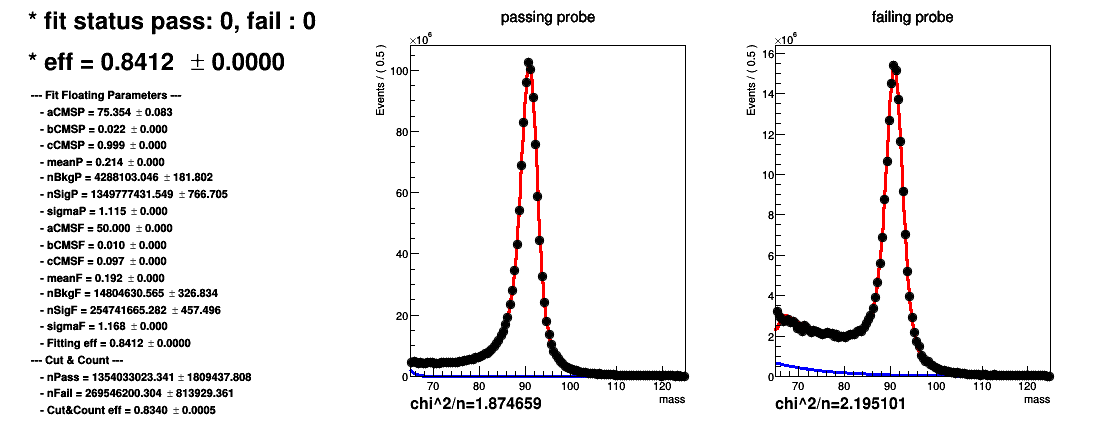 * fit status pass: 0, fail : 0
* eff = 0.8412 ± 0.0000
--- Fit Floating Parameters ---
- aCMSP = 75.354 ± 0.083
- bCMSP = 0.022 ± 0.000
- cCMSP = 0.999 ± 0.000
- meanP = 0.214 ± 0.000
- nBkgP = 4288103.046 ± 181.802
- nSigP = 1349777431.549 ± 766.705
- sigmaP = 1.115 ± 0.000
- aCMSF = 50.000 ± 0.000
- bCMSF = 0.010 ± 0.000
- cCMSF = 0.097 ± 0.000
- meanF = 0.192 ± 0.000
- nBkgF = 14804630.565 ± 326.834
- nSigF = 254741665.282 ± 457.496
- sigmaF = 1.168 ± 0.000
- Fitting eff = 0.8412 ± 0.0000
--- Cut & Count ---
- nPass = 1354033023.341 ± 1809437.808
- nFail = 269546200.304 ± 813929.361
- Cut&Count eff = 0.8340 ± 0.0005
passing probe
×10^6
Events / ( 0.5 )
100
80
60
40
20
0
70 80 90 100 110 120
mass
chi^2/n=1.874659
failing probe
×10^6
Events / ( 0.5 )
16
14
12
10
8
6
4
2
0
70 80 90 100 110 120
mass
chi^2/n=2.195101